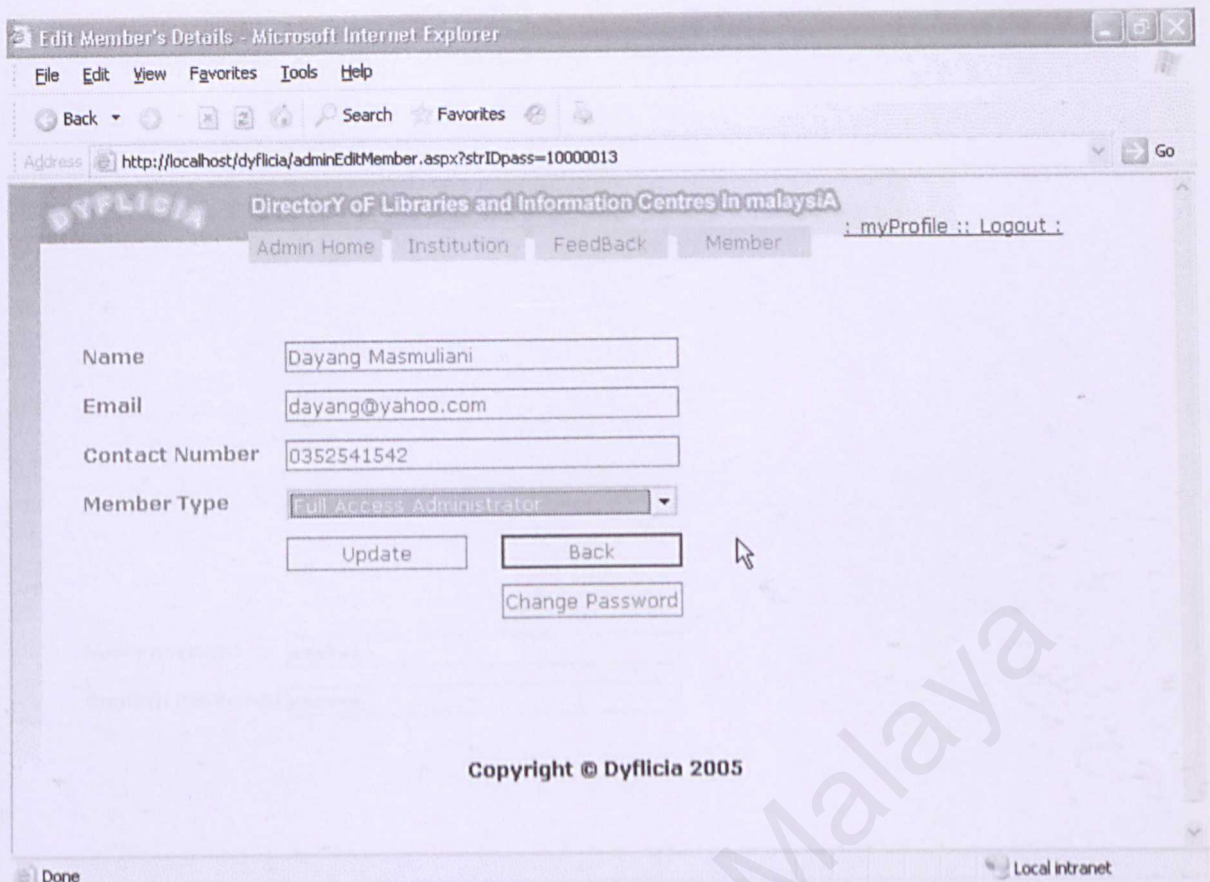 Edit Member's Details - Microsoft Internet Explorer
File Edit View Favorites Tools Help
Back Search Favorites
Address http://localhost/dyflicia/adminEditMember.aspx?strIDpass=10000013 Go
DYFLICIA DirectorY oF Libraries and Information Centres In malaysiA
: myProfile :: Logout :
Admin Home Institution FeedBack Member
Name Dayang Masmuliani
Email dayang@yahoo.com
Contact Number 0352541542
Member Type Full Access Administrator
Update Back
Change Password
Copyright © Dyflicia 2005
Malaya
Done Local intranet